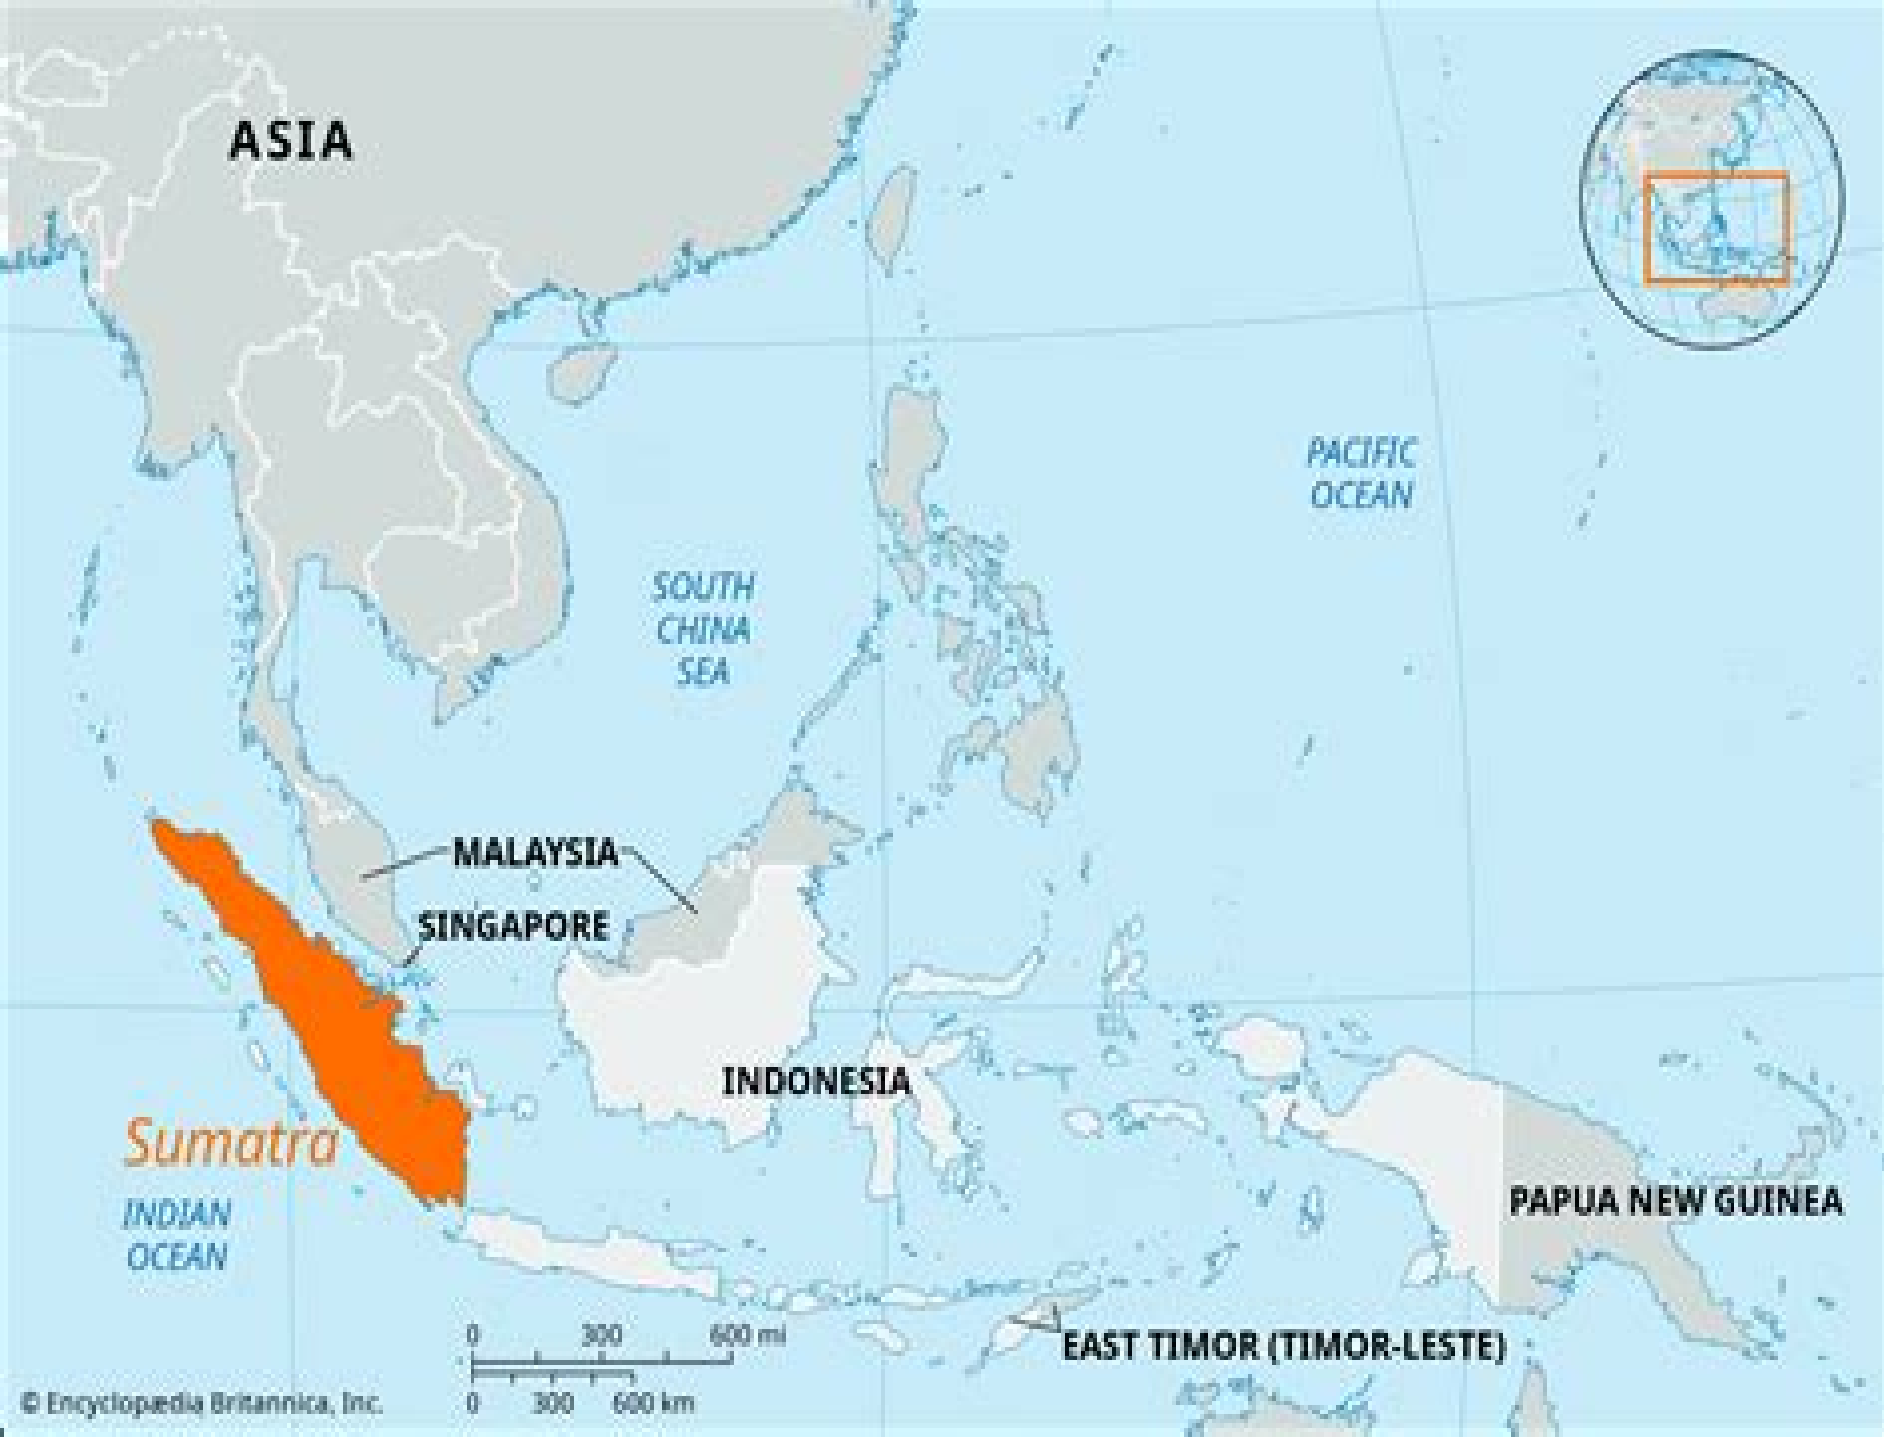 ASIA
PACIFIC
OCEAN
SOUTH
CHINA
SEA
MALAYSIA
SINGAPORE
INDONESIA
Sumatra
INDIAN
OCEAN
PAPUA NEW GUINEA
EAST TIMOR (TIMOR-LESTE)
0 300 600 mi
0 300 600 km
© Encyclopædia Britannica, Inc.